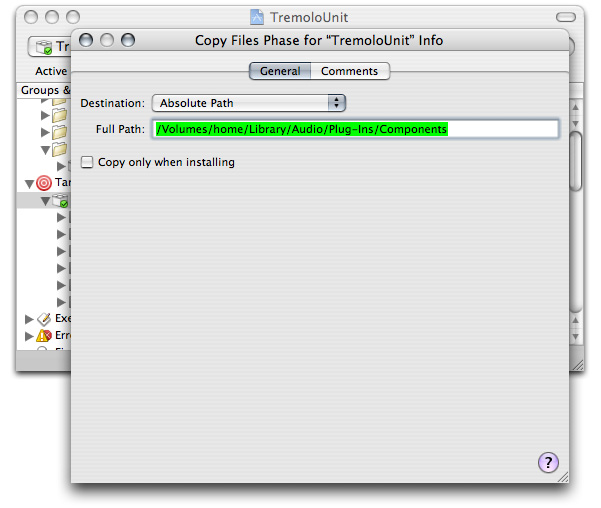 TremoloUnit
Tr
Copy Files Phase for “TremoloUnit” Info
Active
General
Comments
Groups &
Destination:
Absolute Path
Full Path:
/Volumes/home/Library/Audio/Plug-Ins/Components
Copy only when installing
Tar
Exe
Erro
?